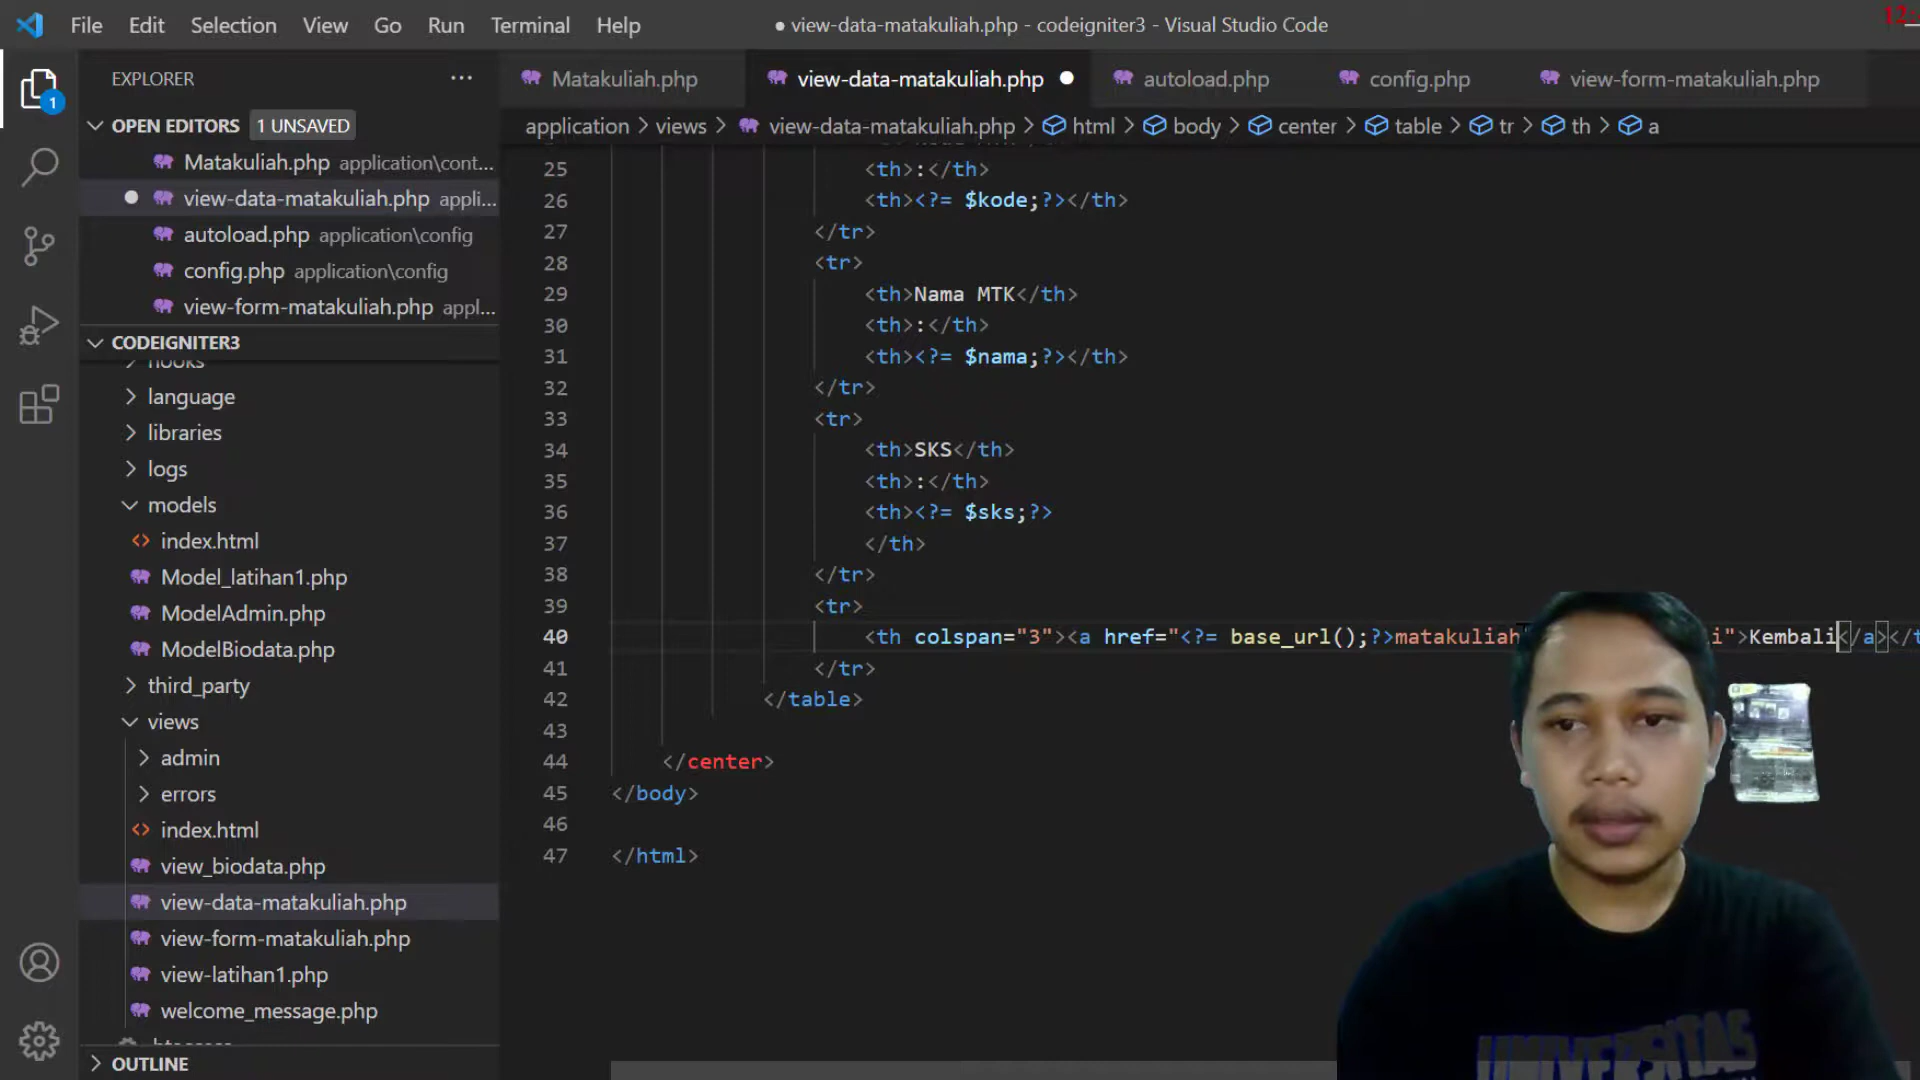 File Edit Selection View Go Run Terminal Help
● view-data-matakuliah.php - codeigniter3 - Visual Studio Code
12:
EXPLORER ...
1
OPEN EDITORS 1 UNSAVED
Matakuliah.php application\cont...
view-data-matakuliah.php appli...
autoload.php application\config
config.php application\config
view-form-matakuliah.php appl...
CODEIGNITER3
hooks
language
libraries
logs
models
index.html
Model_latihan1.php
ModelAdmin.php
ModelBiodata.php
third_party
views
admin
errors
index.html
view_biodata.php
view-data-matakuliah.php
view-form-matakuliah.php
view-latihan1.php
welcome_message.php
OUTLINE
Matakuliah.php view-data-matakuliah.php autoload.php config.php view-form-matakuliah.php
application > views > view-data-matakuliah.php > html > body > center > table > tr > th > a
25 <th>:</th>
26 <th><?= $kode;?></th>
27 </tr>
28 <tr>
29 <th>Nama MTK</th>
30 <th>:</th>
31 <th><?= $nama;?></th>
32 </tr>
33 <tr>
34 <th>SKS</th>
35 <th>:</th>
36 <th><?= $sks;?>
37 </th>
38 </tr>
39 <tr>
40 <th colspan="3"><a href="<?= base_url();?>matakuliah i">Kembali</a></t
41 </tr>
42 </table>
43
44 </center>
45 </body>
46
47 </html>
UNIVERSITAS